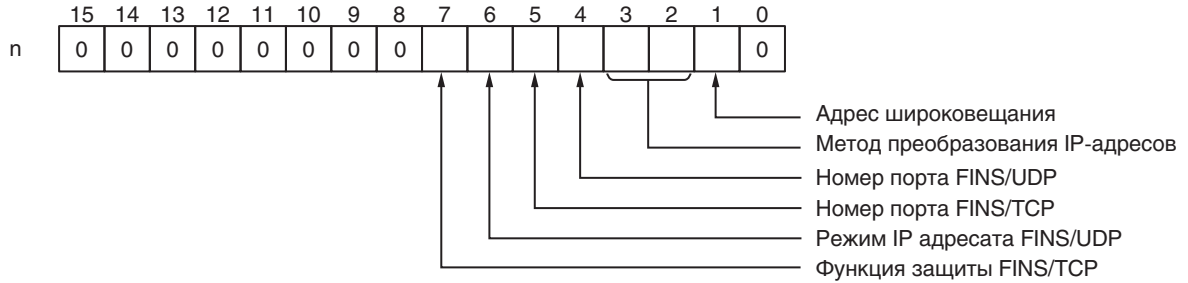 15 14 13 12 11 10 9 8 7 6 5 4 3 2 1 0
n 0 0 0 0 0 0 0 0 0
Адрес широковещания
Метод преобразования IP-адресов
Номер порта FINS/UDP
Номер порта FINS/TCP
Режим IP адресата FINS/UDP
Функция защиты FINS/TCP